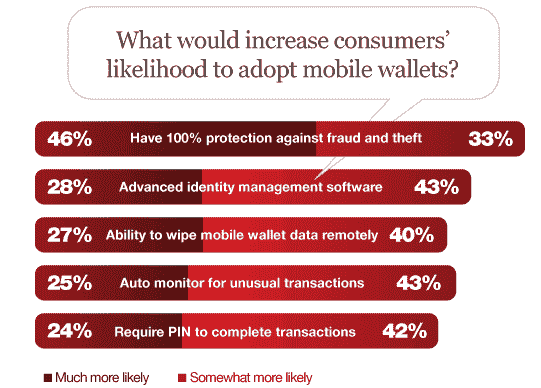 What would increase consumers’
likelihood to adopt mobile wallets?
46% Have 100% protection against fraud and theft 33%
28% Advanced identity management software 43%
27% Ability to wipe mobile wallet data remotely 40%
25% Auto monitor for unusual transactions 43%
24% Require PIN to complete transactions 42%
Much more likely Somewhat more likely